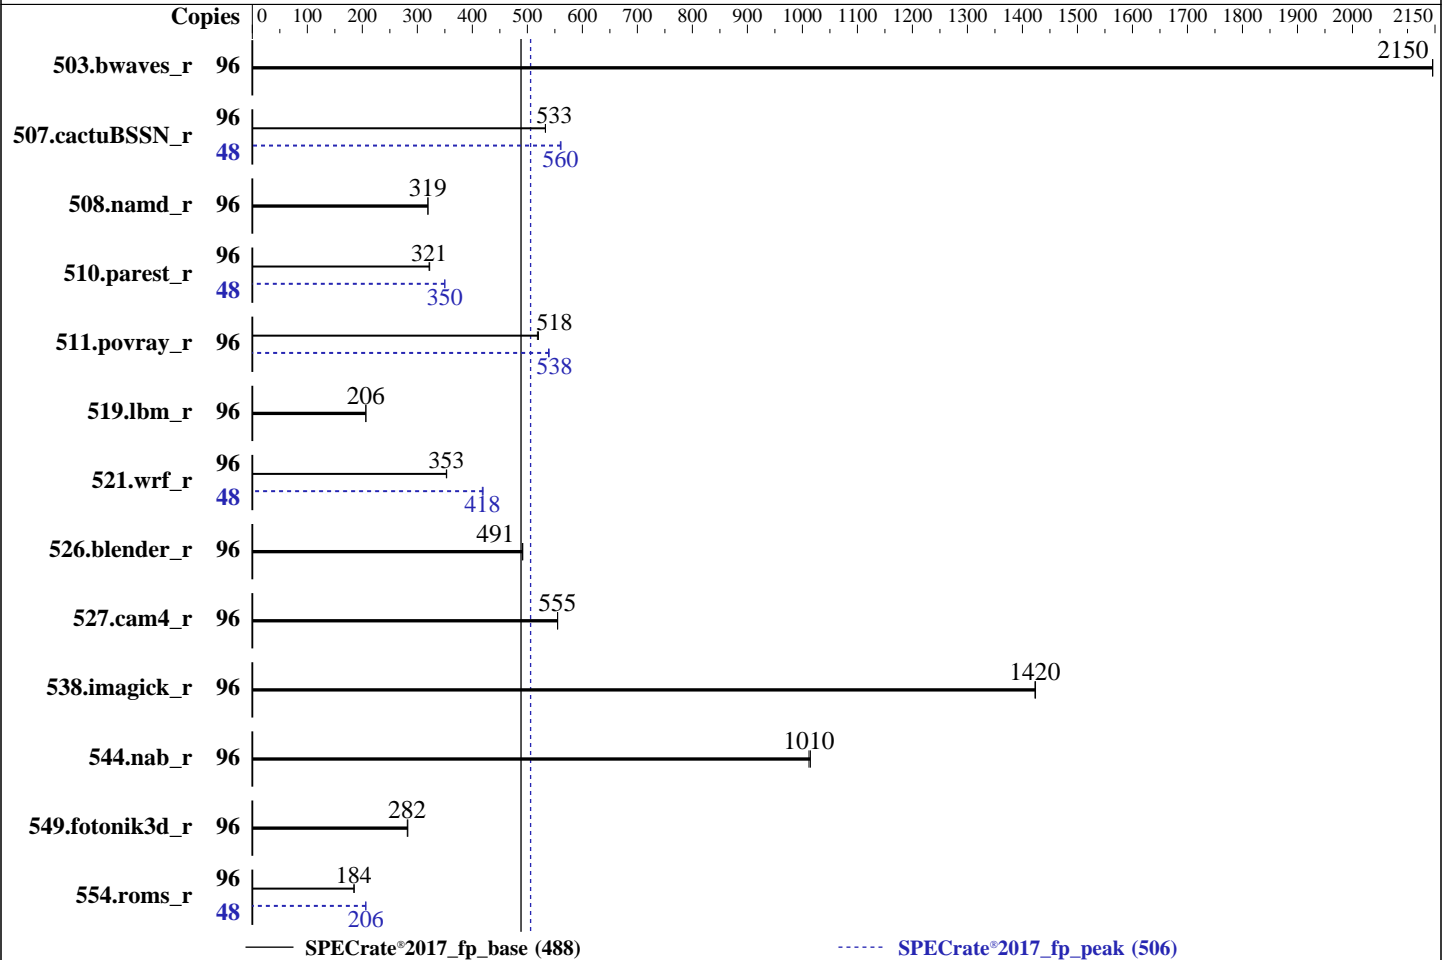 Copies 0 100 200 300 400 500 600 700 800 900 1000 1100 1200 1300 1400 1500 1600 1700 1800 1900 2000 2150
503.bwaves_r 96 2150
507.cactuBSSN_r 96 533
48 560
508.namd_r 96 319
510.parest_r 96 321
48 350
511.povray_r 96 518
538
519.lbm_r 96 206
521.wrf_r 96 353
48 418
526.blender_r 96 491
527.cam4_r 96 555
538.imagick_r 96 1420
544.nab_r 96 1010
549.fotonik3d_r 96 282
554.roms_r 96 184
48 206
SPECrate®2017_fp_base (488) SPECrate®2017_fp_peak (506)